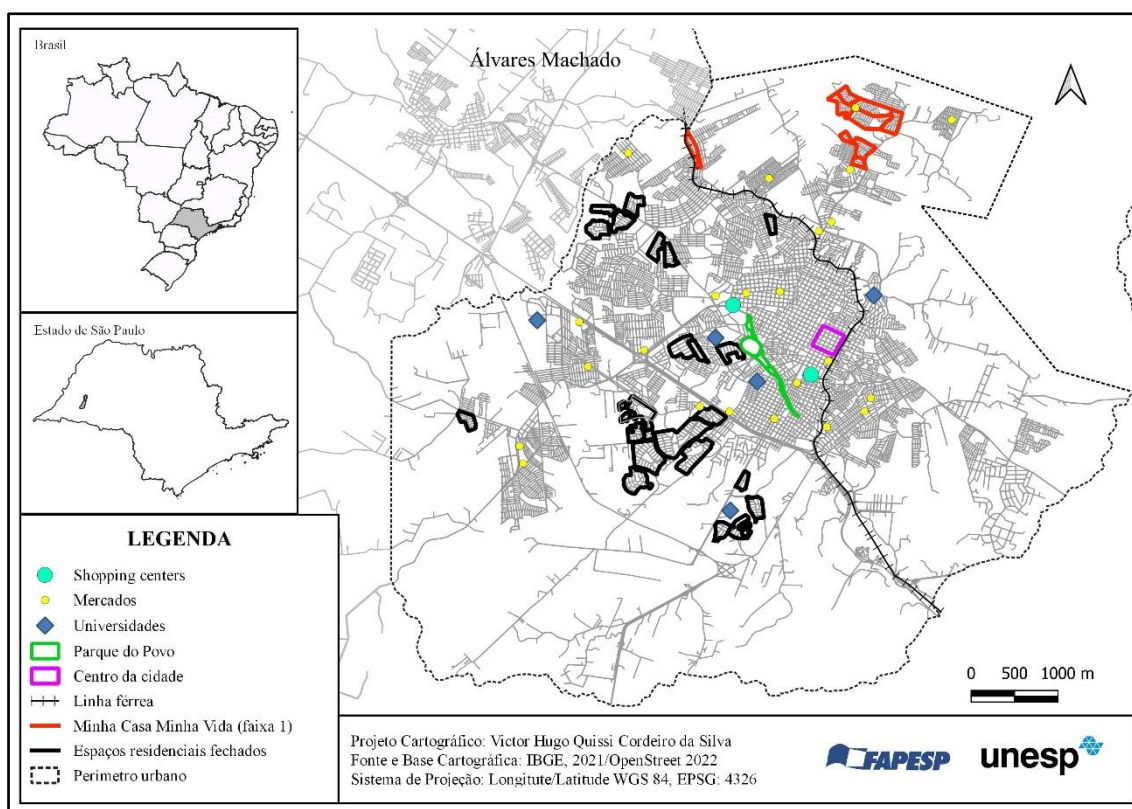 Brasil
Álvares Machado
Estado de São Paulo
LEGENDA
Shopping centers
Mercados
Universidades
Parque do Povo
Centro da cidade
Linha férrea
Minha Casa Minha Vida (faixa 1)
Espaços residenciais fechados
Perímetro urbano
0 500 1000 m
Projeto Cartográfico: Victor Hugo Quissi Cordeiro da Silva
Fonte e Base Cartográfica: IBGE, 2021/OpenStreet 2022
Sistema de Projeção: Longitute/Latitude WGS 84, EPSG: 4326
FAPESP
unesp